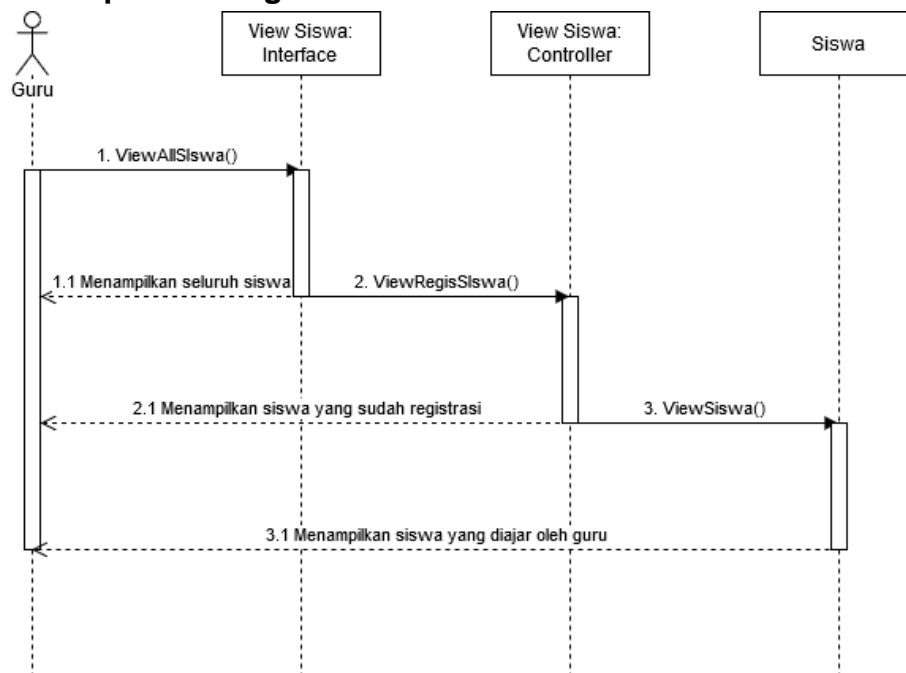 View Siswa:
Interface
View Siswa:
Controller
Siswa
Guru
1. ViewAllSIswa()
1.1 Menampilkan seluruh siswa
2. ViewRegisSIswa()
2.1 Menampilkan siswa yang sudah registrasi
3. ViewSiswa()
3.1 Menampilkan siswa yang diajar oleh guru